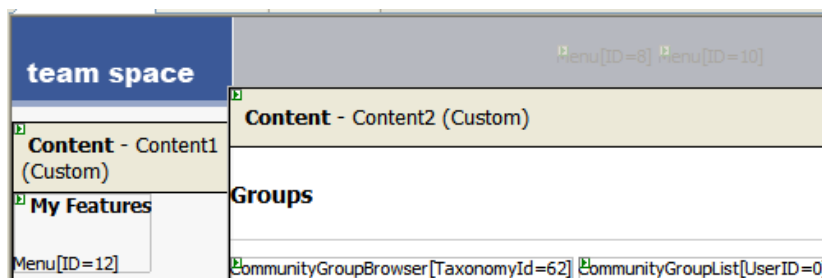 Menu[ID=8] Menu[ID=10]
team space
Content - Content2 (Custom)
Content - Content1
(Custom)
My Features
Groups
Menu[ID=12]
CommunityGroupBrowser[TaxonomyId=62] CommunityGroupList[UserID=0